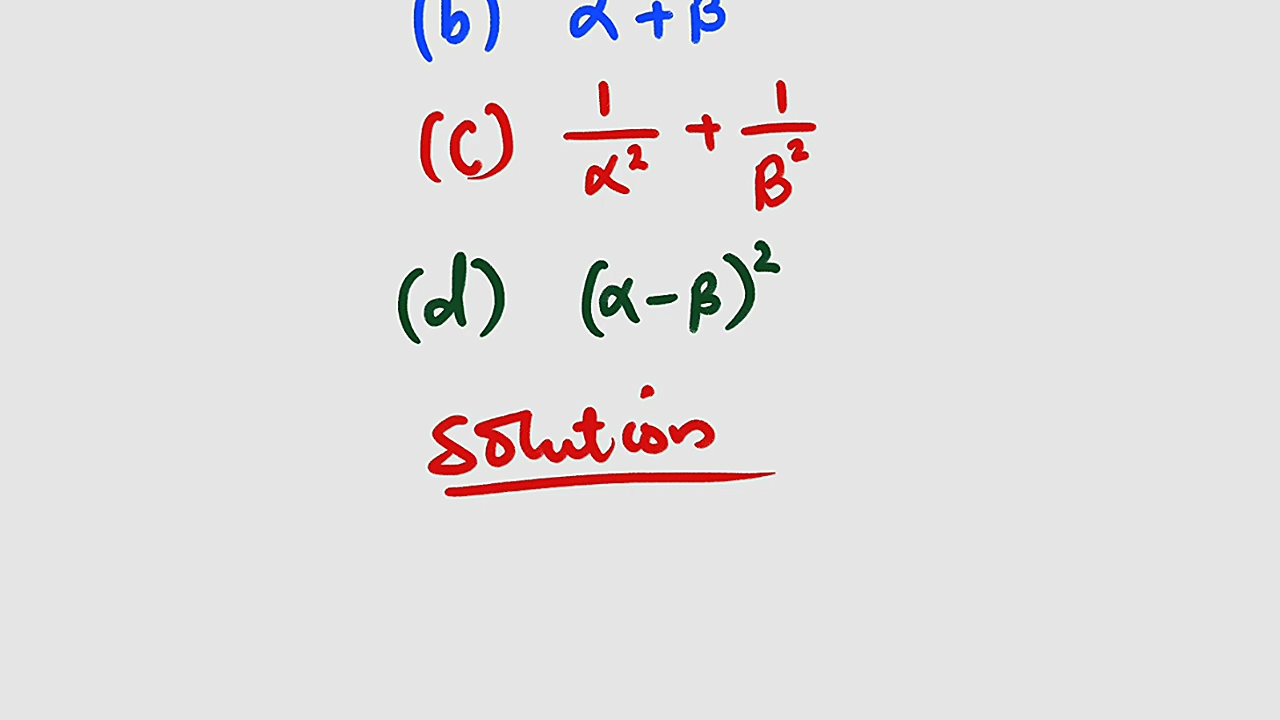 (b) α + β
(c) 1/α² + 1/β²
(d) (α - β)²
Solution